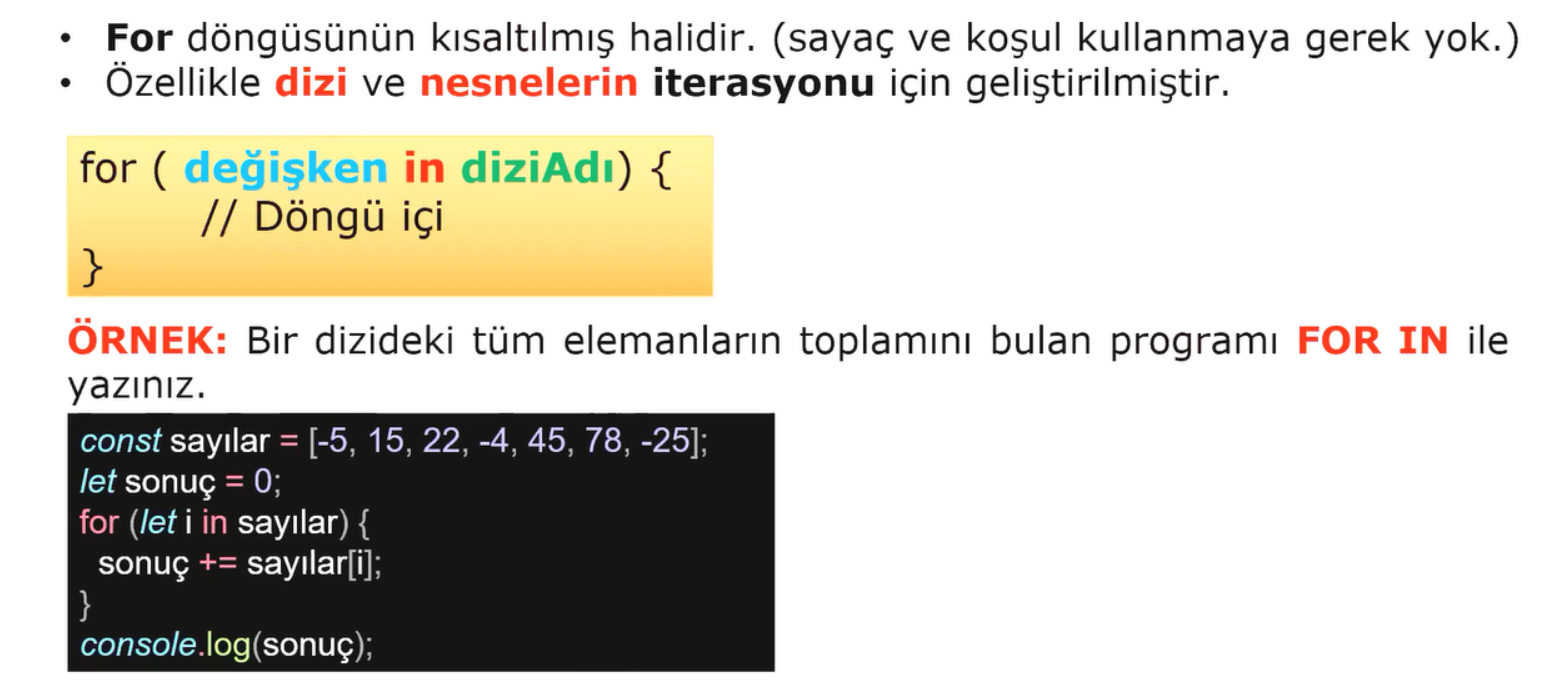 • For döngüsünün kısaltılmış halidir. (sayaç ve koşul kullanmaya gerek yok.)
• Özellikle dizi ve nesnelerin iterasyonu için geliştirilmiştir.
for ( değişken in diziAdı) {
// Döngü içi
}
ÖRNEK: Bir dizideki tüm elemanların toplamını bulan programı FOR IN ile
yazınız.
const sayılar = [-5, 15, 22, -4, 45, 78, -25];
let sonuç = 0;
for (let i in sayılar) {
sonuç += sayılar[i];
}
console.log(sonuç);